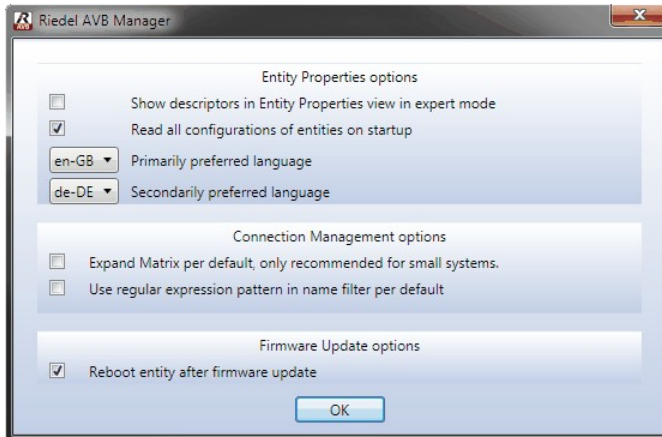 Riedel AVB Manager
Entity Properties options
Show descriptors in Entity Properties view in expert mode
Read all configurations of entities on startup
en-GB Primarily preferred language
de-DE Secondarily preferred language
Connection Management options
Expand Matrix per default, only recommended for small systems.
Use regular expression pattern in name filter per default
Firmware Update options
Reboot entity after firmware update
OK